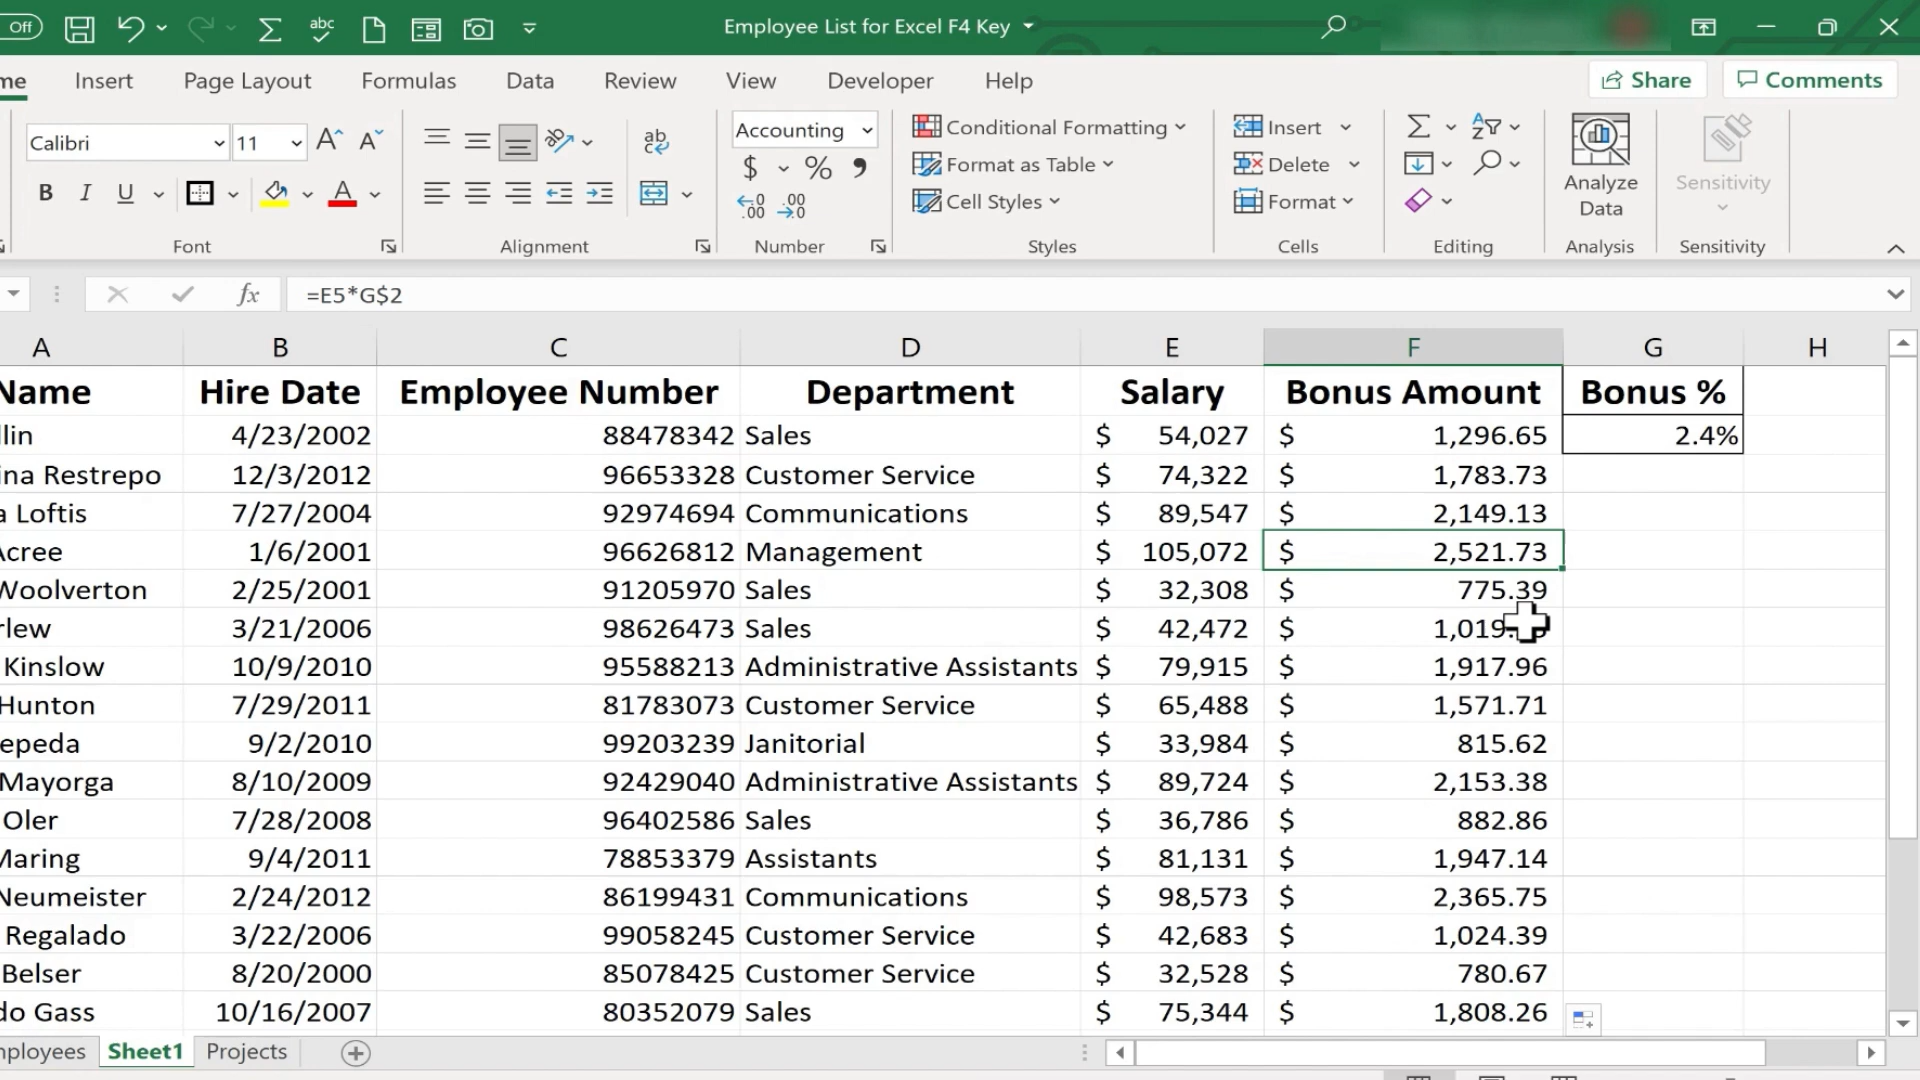 Off abc Employee List for Excel F4 Key
me Insert Page Layout Formulas Data Review View Developer Help Share Comments
Calibri 11 A A ab Accounting Conditional Formatting Insert Σ A Z
$ % , Format as Table Delete Analyze Sensitivity
B I U A .00 .00 Cell Styles Format Data
Font Alignment Number Styles Cells Editing Analysis Sensitivity
fx =E5*G$2
A B C D E F G H
Name Hire Date Employee Number Department Salary Bonus Amount Bonus %
llin 4/23/2002 88478342 Sales $ 54,027 $ 1,296.65 2.4%
ina Restrepo 12/3/2012 96653328 Customer Service $ 74,322 $ 1,783.73
a Loftis 7/27/2004 92974694 Communications $ 89,547 $ 2,149.13
Acree 1/6/2001 96626812 Management $ 105,072 $ 2,521.73
Woolverton 2/25/2001 91205970 Sales $ 32,308 $ 775.39
rlew 3/21/2006 98626473 Sales $ 42,472 $
Kinslow 10/9/2010 95588213 Administrative Assistants $ 79,915 $ 1,917.96
Hunton 7/29/2011 81783073 Customer Service $ 65,488 $ 1,571.71
epeda 9/2/2010 99203239 Janitorial $ 33,984 $ 815.62
Mayorga 8/10/2009 92429040 Administrative Assistants $ 89,724 $ 2,153.38
Oler 7/28/2008 96402586 Sales $ 36,786 $ 882.86
Maring 9/4/2011 78853379 Assistants $ 81,131 $ 1,947.14
Neumeister 2/24/2012 86199431 Communications $ 98,573 $ 2,365.75
Regalado 3/22/2006 99058245 Customer Service $ 42,683 $ 1,024.39
Belser 8/20/2000 85078425 Customer Service $ 32,528 $ 780.67
do Gass 10/16/2007 80352079 Sales $ 75,344 $ 1,808.26
mployees Sheet1 Projects